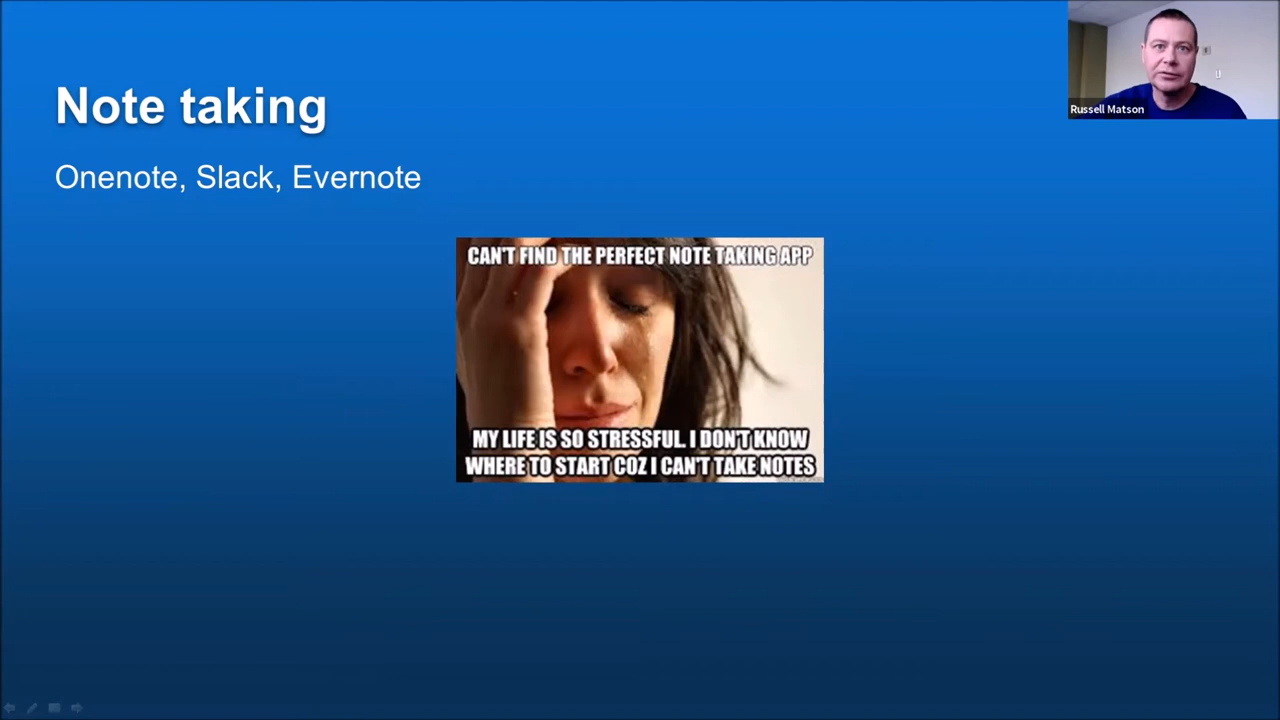 Note taking
Onenote, Slack, Evernote
Russell Matson
CAN'T FIND THE PERFECT NOTE TAKING APP
MY LIFE IS SO STRESSFUL. I DON'T KNOW
WHERE TO START COZ I CAN'T TAKE NOTES